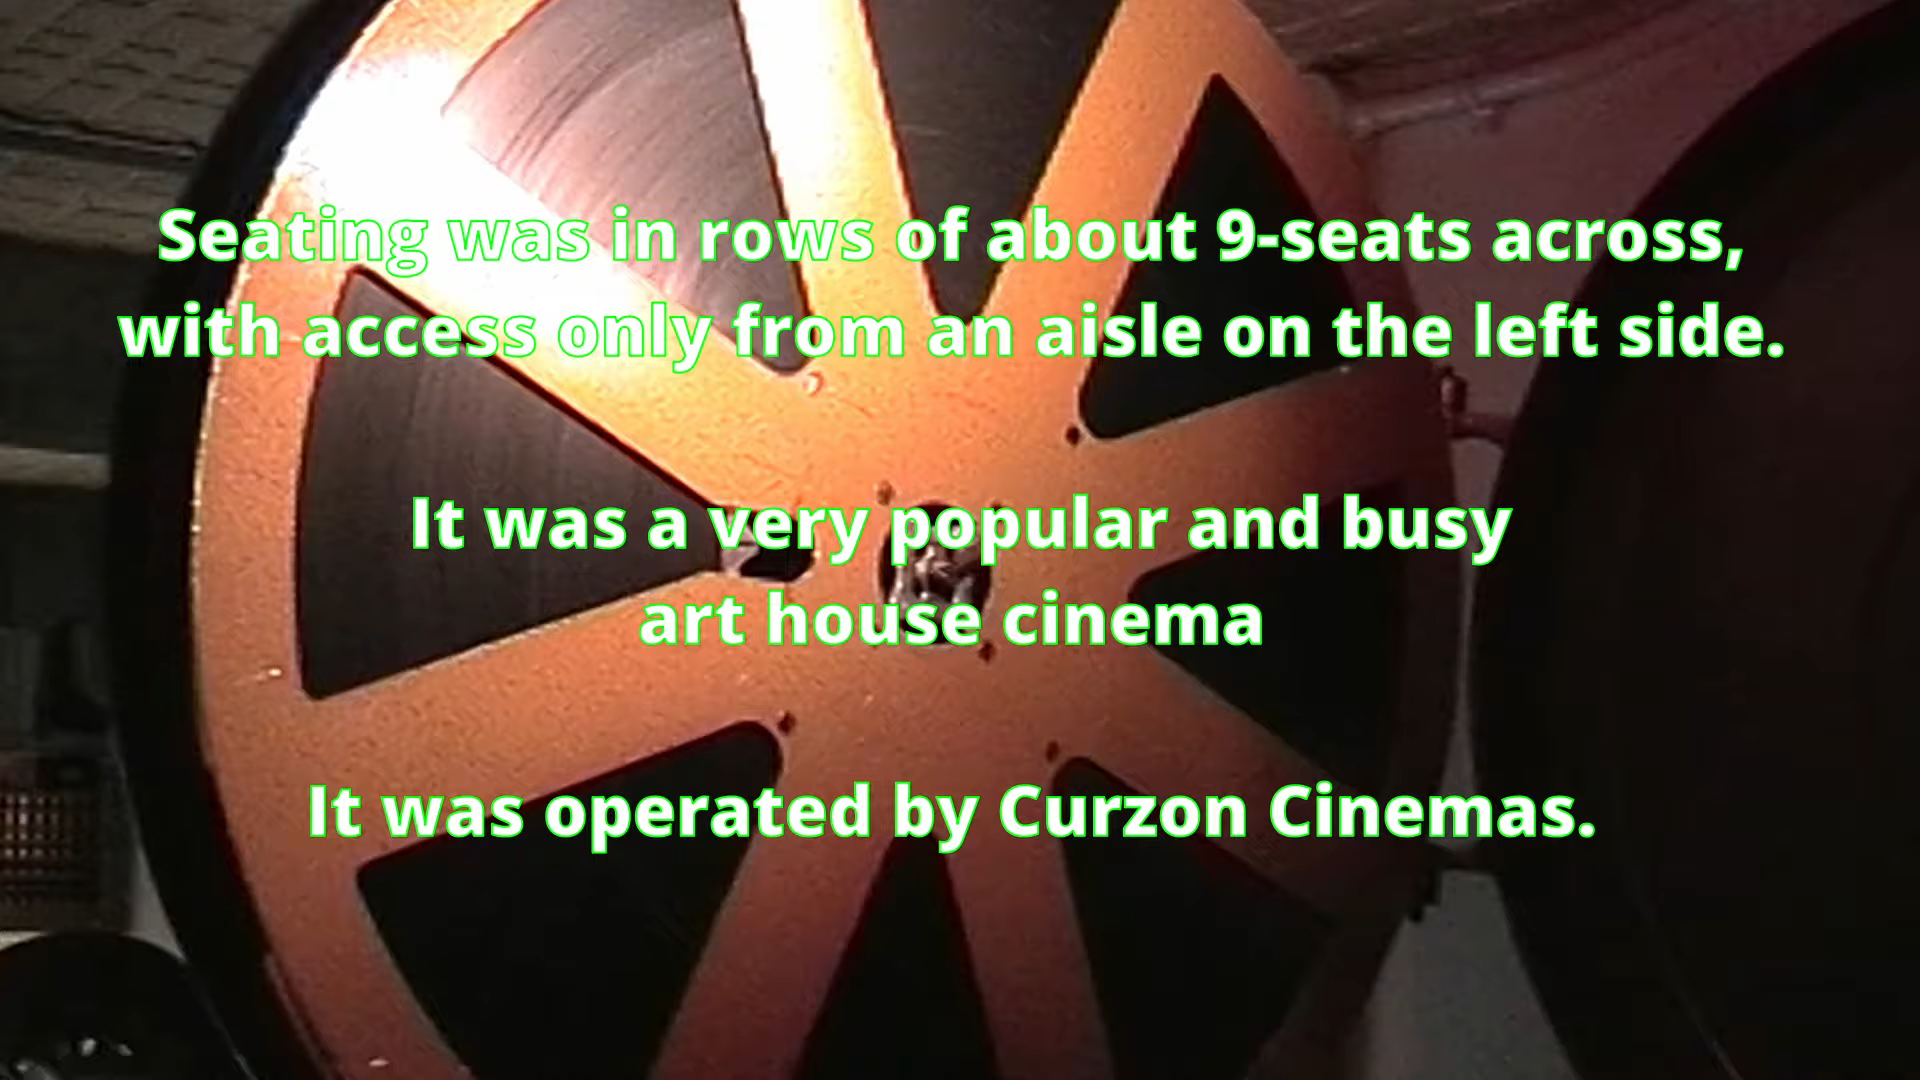 Seating was in rows of about 9-seats across,
with access only from an aisle on the left side.
It was a very popular and busy
art house cinema
It was operated by Curzon Cinemas.